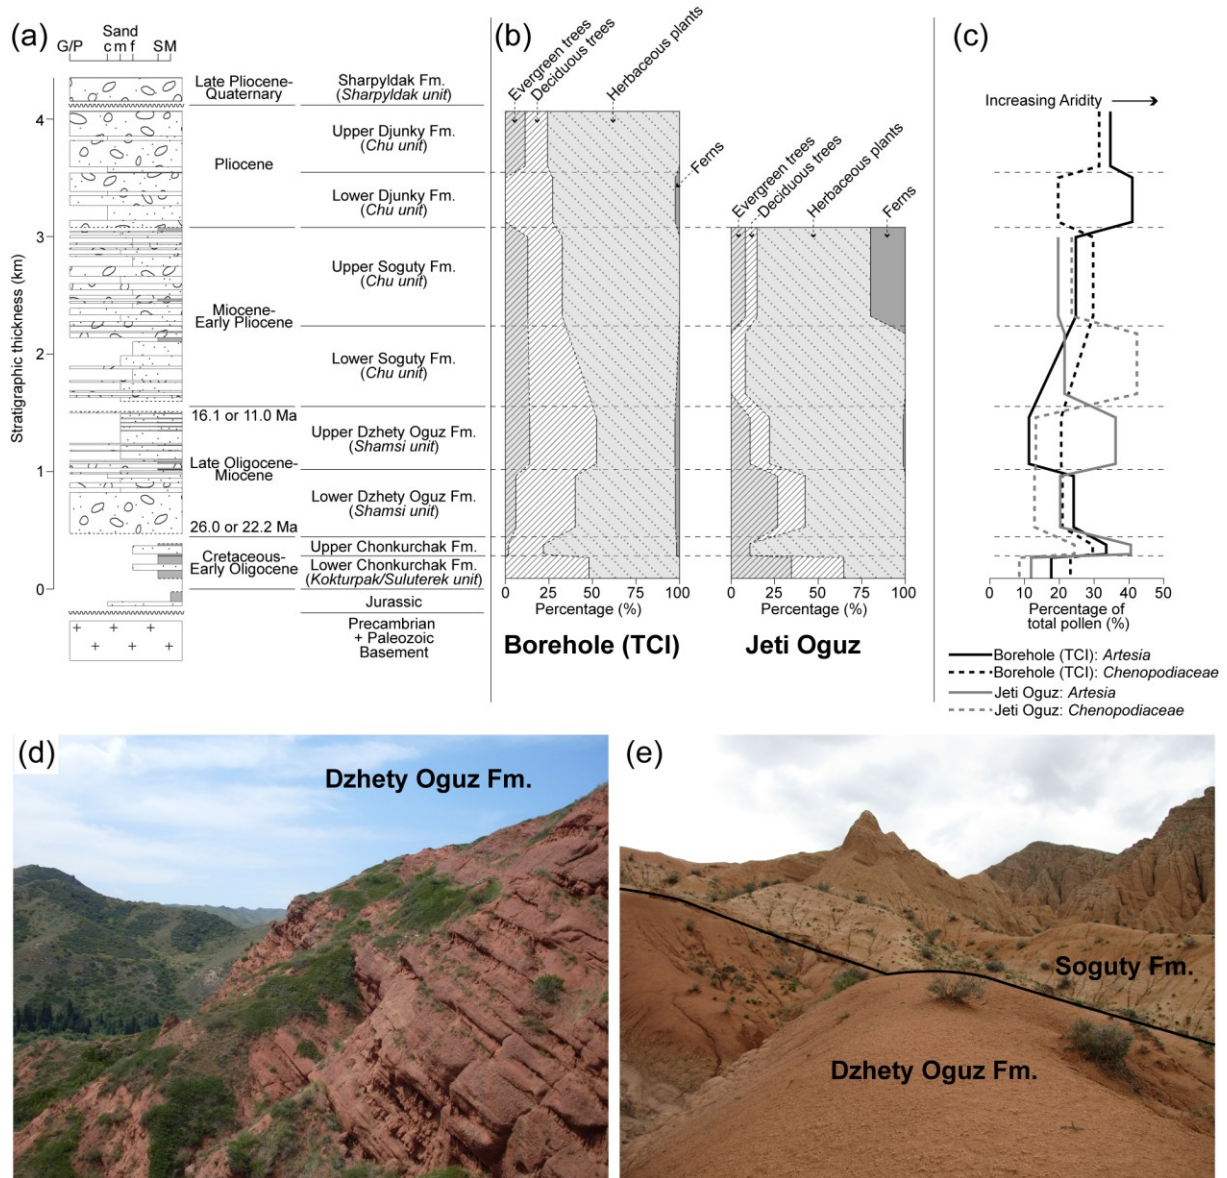 (a)
Sand
G/P
c m f
S M
Stratigraphic thickness (km)
4
3
2
1
0
Late Pliocene-
Quaternary
Pliocene
Miocene-
Early Pliocene
16.1 or 11.0 Ma
Late Oligocene-
Miocene
26.0 or 22.2 Ma
Cretaceous-
Early Oligocene
Sharpyldak Fm.
(Sharpyldak unit)
Upper Djunky Fm.
(Chu unit)
Lower Djunky Fm.
(Chu unit)
Upper Soguty Fm.
(Chu unit)
Lower Soguty Fm.
(Chu unit)
Upper Dzhety Oguz Fm.
(Shamsi unit)
Lower Dzhety Oguz Fm.
(Shamsi unit)
Upper Chonkurchak Fm.
Lower Chonkurchak Fm.
(Kokturpak/Suluterek unit)
Jurassic
Precambrian
+ Paleozoic
Basement
(b)
Evergreen trees
Deciduous trees
Herbaceous plants
Ferns
0 25 50 75 100
Percentage (%)
Borehole (TCI)
Evergreen trees
Deciduous trees
Herbaceous plants
Ferns
0 25 50 75 100
Percentage (%)
Jeti Oguz
(c)
Increasing Aridity
0 10 20 30 40 50
Percentage of
total pollen (%)
Borehole (TCI): Artesia
Borehole (TCI): Chenopodiaceae
Jeti Oguz: Artesia
Jeti Oguz: Chenopodiaceae
(d)
Dzhety Oguz Fm.
(e)
Soguty Fm.
Dzhety Oguz Fm.